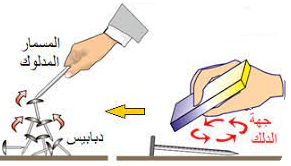 المسمار
المدلوك
دبابيس
جهة
الدلك